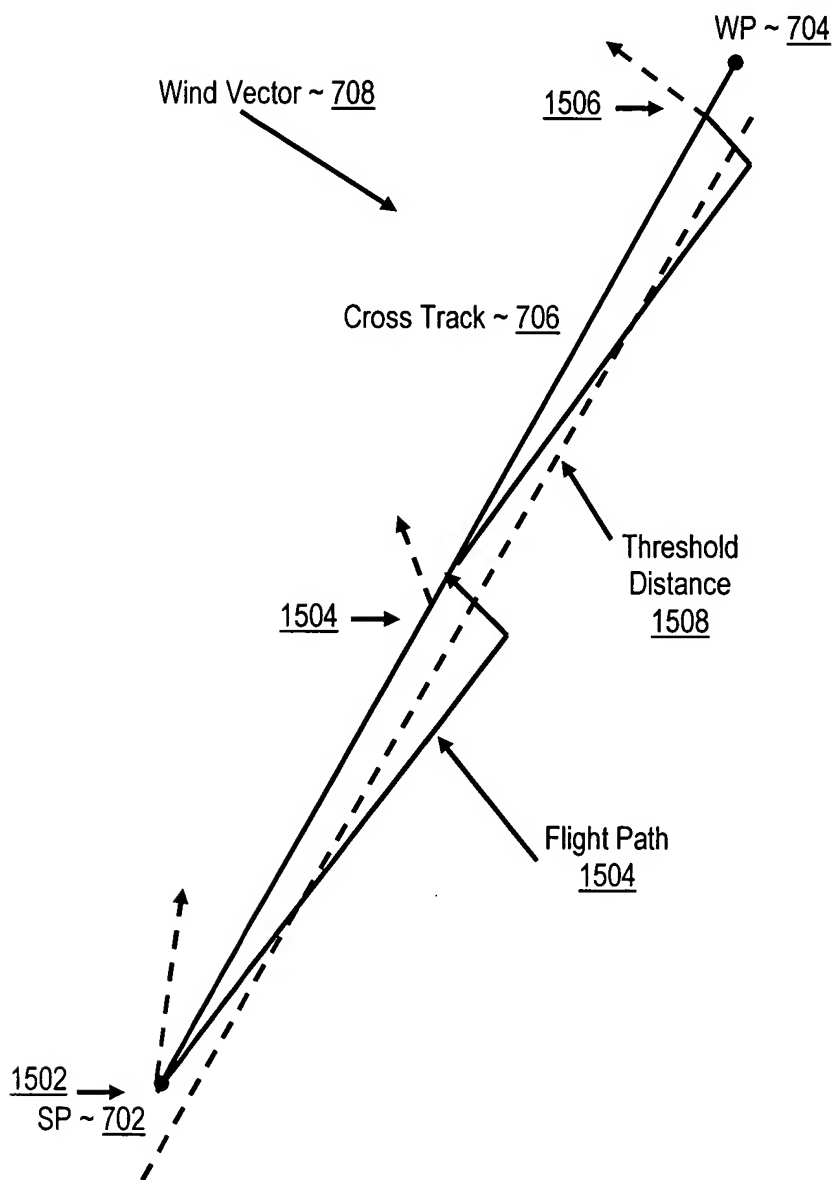 WP ~ 704
Wind Vector ~ 708
1506
Cross Track ~ 706
Threshold
Distance
1508
1504
Flight Path
1504
1502
SP ~ 702